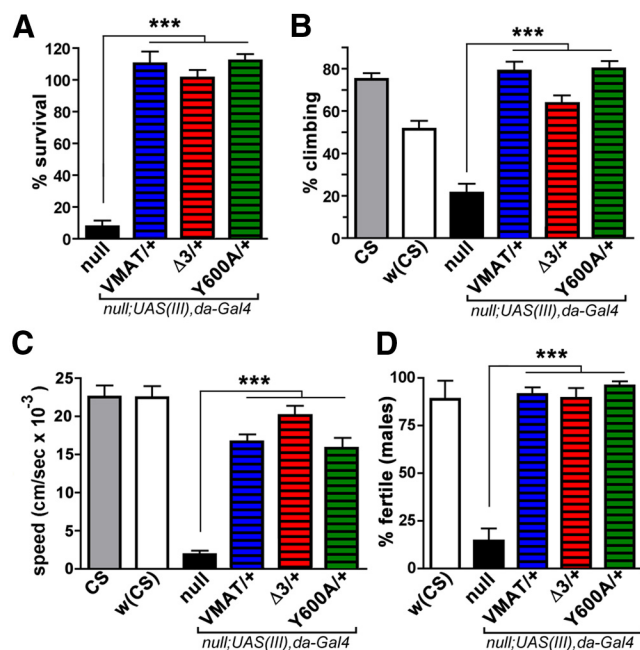 A
% survival
120
100
80
60
40
20
0
***
null
VMAT/+
Δ3/+
Y600A/+
null;UAS(III),da-Gal4
B
% climbing
80
60
40
20
0
***
CS
w(CS)
null
VMAT/+
Δ3/+
Y600A/+
null;UAS(III),da-Gal4
C
speed (cm/sec x 10-3)
25
20
15
10
5
0
***
CS
w(CS)
null
VMAT/+
Δ3/+
Y600A/+
null;UAS(III),da-Gal4
D
% fertile (males)
100
75
50
25
0
***
w(CS)
null
VMAT/+
Δ3/+
Y600A/+
null;UAS(III),da-Gal4